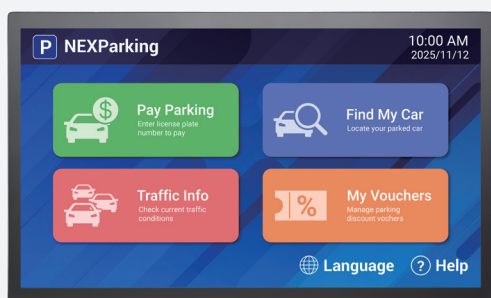 P NEXParking
10:00 AM
2025/11/12
$
Pay Parking
Enter license plate
number to pay
Find My Car
Locate your parked car
Traffic Info
Check current traffic
conditions
%
My Vouchers
Manage parking
discount vochers
Language
? Help